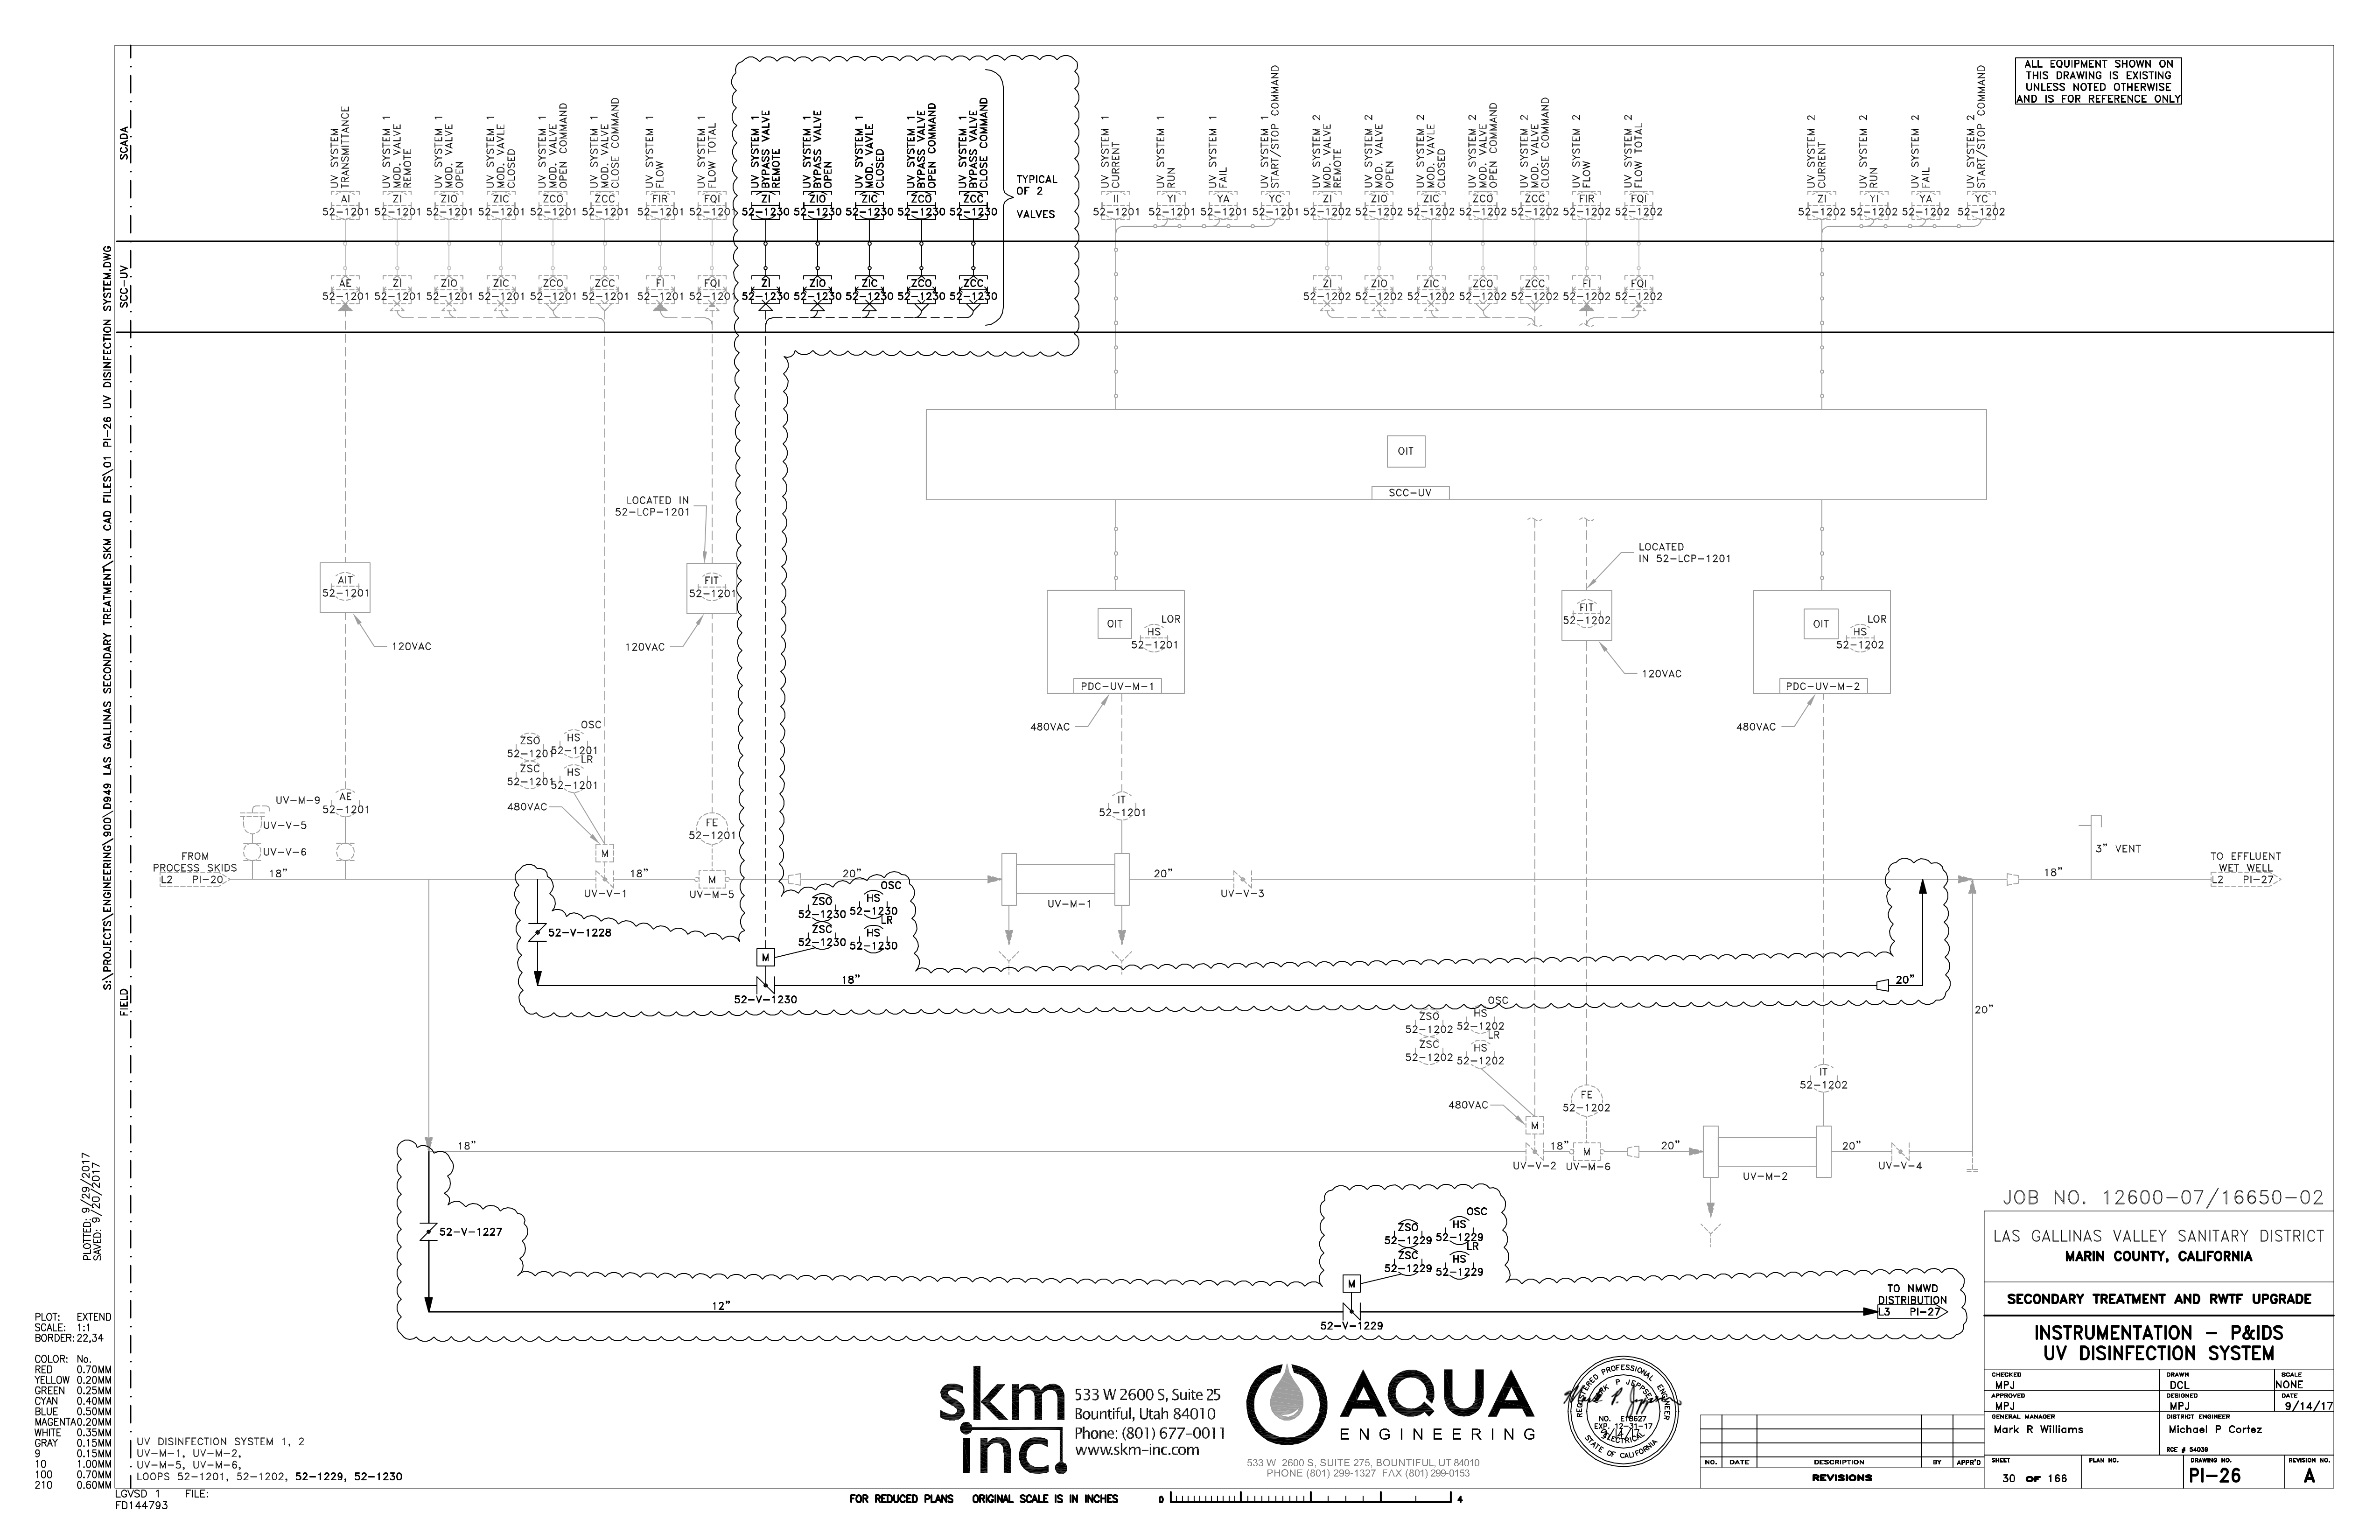 ALL EQUIPMENT SHOWN ON
THIS DRAWING IS EXISTING
UNLESS NOTED OTHERWISE
AND IS FOR REFERENCE ONLY
SCADA
UV SYSTEM
TRANSMITTANCE
AI
52-1201
UV SYSTEM 1
MOD. VALVE
REMOTE
ZI
52-1201
UV SYSTEM 1
MOD. VALVE
OPEN
ZIO
52-1201
UV SYSTEM 1
MOD. VAVLE
CLOSED
ZIC
52-1201
UV SYSTEM 1
MOD. VALVE
OPEN COMMAND
ZCO
52-1201
UV SYSTEM 1
MOD. VALVE
CLOSE COMMAND
ZCC
52-1201
UV SYSTEM 1
FLOW
FIR
52-1201
UV SYSTEM 1
FLOW TOTAL
FQI
52-1201
UV SYSTEM 1
BYPASS VALVE
REMOTE
ZI
52-1230
UV SYSTEM 1
BYPASS VALVE
OPEN
ZIO
52-1230
UV SYSTEM 1
MOD. VAVLE
CLOSED
ZIC
52-1230
UV SYSTEM 1
BYPASS VALVE
OPEN COMMAND
ZCO
52-1230
UV SYSTEM 1
BYPASS VALVE
CLOSE COMMAND
ZCC
52-1230
TYPICAL
OF 2
VALVES
UV SYSTEM 1
CURRENT
II
52-1201
UV SYSTEM 1
RUN
YI
52-1201
UV SYSTEM 1
FAIL
YA
52-1201
UV SYSTEM 1
START/STOP COMMAND
YC
52-1201
UV SYSTEM 2
MOD. VALVE
REMOTE
ZI
52-1202
UV SYSTEM 2
MOD. VALVE
OPEN
ZIO
52-1202
UV SYSTEM 2
MOD. VAVLE
CLOSED
ZIC
52-1202
UV SYSTEM 2
MOD. VALVE
OPEN COMMAND
ZCO
52-1202
UV SYSTEM 2
MOD. VALVE
CLOSE COMMAND
ZCC
52-1202
UV SYSTEM 2
FLOW
FIR
52-1202
UV SYSTEM 2
FLOW TOTAL
FQI
52-1202
UV SYSTEM 2
CURRENT
ZI
52-1202
UV SYSTEM 2
RUN
YI
52-1202
UV SYSTEM 2
FAIL
YA
52-1202
UV SYSTEM 2
START/STOP COMMAND
YC
52-1202
SCC-UV
AE
52-1201
ZI
52-1201
ZIO
52-1201
ZIC
52-1201
ZCO
52-1201
ZCC
52-1201
FI
52-1201
FQI
52-1201
ZI
52-1230
ZIO
52-1230
ZIC
52-1230
ZCO
52-1230
ZCC
52-1230
ZI
52-1202
ZIO
52-1202
ZIC
52-1202
ZCO
52-1202
ZCC
52-1202
FI
52-1202
FQI
52-1202
S:\PROJECTS\ENGINEERING\900\D949 LAS GALLINAS SECONDARY TREATMENT\SKM CAD FILES\01 PI-26 UV DISINFECTION SYSTEM.DWG
OIT
SCC-UV
LOCATED IN
52-LCP-1201
LOCATED
IN 52-LCP-1201
AIT
52-1201
120VAC
FIT
52-1201
120VAC
OIT
LOR
HS
52-1201
PDC-UV-M-1
480VAC
FIT
52-1202
120VAC
OIT
LOR
HS
52-1202
PDC-UV-M-2
480VAC
ZSO
52-1201
ZSC
52-1201
OSC
HS
52-1201
LR
HS
52-1201
480VAC
M
UV-M-9
UV-V-5
UV-V-6
AE
52-1201
FE
52-1201
IT
52-1201
FROM
PROCESS SKIDS
L2 PI-20
18"
UV-V-1
18"
M
UV-M-5
20"
UV-M-1
20"
UV-V-3
3" VENT
18"
TO EFFLUENT
WET WELL
L2 PI-27
52-V-1228
ZSO
52-1230
ZSC
52-1230
OSC
HS
52-1230
LR
HS
52-1230
M
52-V-1230
18"
20"
20"
FIELD
ZSO
52-1202
ZSC
52-1202
OSC
HS
52-1202
LR
HS
52-1202
480VAC
M
FE
52-1202
IT
52-1202
18"
UV-V-2
18"
M
UV-M-6
20"
UV-M-2
20"
UV-V-4
52-V-1227
ZSO
52-1229
ZSC
52-1229
OSC
HS
52-1229
LR
HS
52-1229
M
12"
52-V-1229
TO NMWD
DISTRIBUTION
L3 PI-27
PLOTTED: 9/29/2017
SAVED: 9/20/2017
PLOT: EXTEND
SCALE: 1:1
BORDER: 22,34
COLOR: No.
RED 0.70MM
YELLOW 0.20MM
GREEN 0.25MM
CYAN 0.40MM
BLUE 0.50MM
MAGENTA 0.20MM
WHITE 0.35MM
GRAY 0.15MM
9 0.15MM
10 1.00MM
100 0.70MM
210 0.60MM
UV DISINFECTION SYSTEM 1, 2
UV-M-1, UV-M-2,
UV-M-5, UV-M-6,
LOOPS 52-1201, 52-1202, 52-1229, 52-1230
LGVSD 1 FILE:
FD144793
skm
inc.
533 W 2600 S, Suite 25
Bountiful, Utah 84010
Phone: (801) 677-0011
www.skm-inc.com
AQUA
ENGINEERING
533 W 2600 S, SUITE 275, BOUNTIFUL, UT 84010
PHONE (801) 299-1327 FAX (801) 299-0153
REGISTERED PROFESSIONAL ENGINEER
MARK P JEPPSEN
NO. E18627
EXP. 12-31-17
9/14/17
ELECTRICAL
STATE OF CALIFORNIA
FOR REDUCED PLANS ORIGINAL SCALE IS IN INCHES
0 4
NO. DATE DESCRIPTION BY APPR'D
REVISIONS
JOB NO. 12600-07/16650-02
LAS GALLINAS VALLEY SANITARY DISTRICT
MARIN COUNTY, CALIFORNIA
SECONDARY TREATMENT AND RWTF UPGRADE
INSTRUMENTATION - P&IDS
UV DISINFECTION SYSTEM
CHECKED
MPJ
DRAWN
DCL
SCALE
NONE
APPROVED
MPJ
DESIGNED
MPJ
DATE
9/14/17
GENERAL MANAGER
Mark R Williams
DISTRICT ENGINEER
Michael P Cortez
RCE # 54039
SHEET
30 OF 166
PLAN NO.
DRAWING NO.
PI-26
REVISION NO.
A